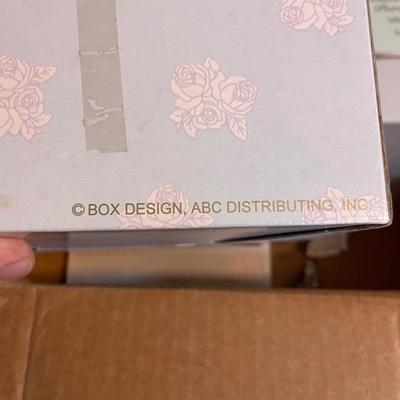 © BOX DESIGN, ABC DISTRIBUTING, INC